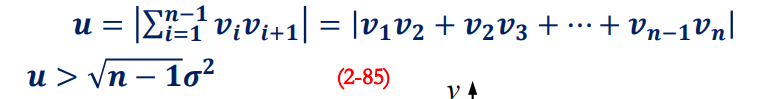 u = |∑_{i=1}^{n−1} v_i v_{i+1}| = |v_1 v_2 + v_2 v_3 + ⋯ + v_{n−1} v_n|
u > √(n − 1)σ² (2-85)
v